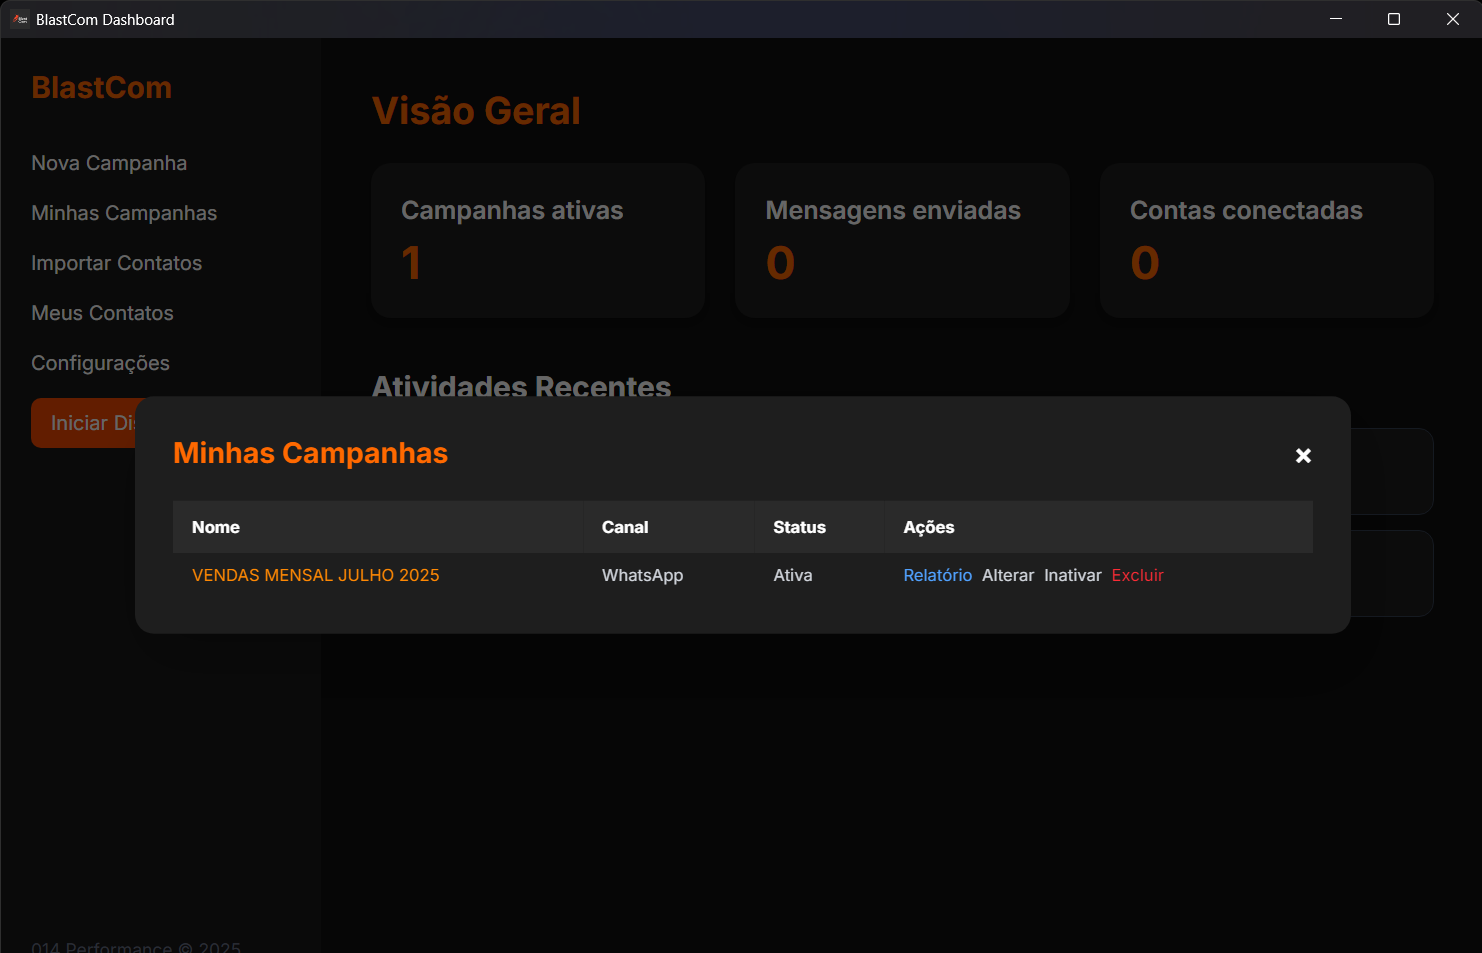 BlastCom Dashboard
BlastCom
Nova Campanha
Minhas Campanhas
Importar Contatos
Meus Contatos
Configurações
Iniciar Dis
Visão Geral
Campanhas ativas
1
Mensagens enviadas
0
Contas conectadas
0
Atividades Recentes
Minhas Campanhas
×
Nome Canal Status Ações
VENDAS MENSAL JULHO 2025 WhatsApp Ativa Relatório Alterar Inativar Excluir
014 Performance © 2025